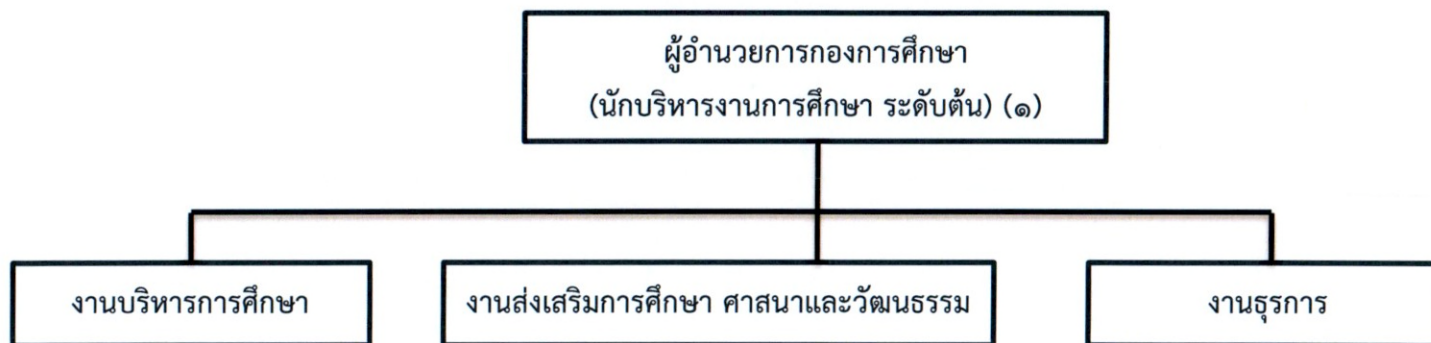 ผู้อำนวยการกองการศึกษา
(นักบริหารงานการศึกษา ระดับต้น) (๑)
งานบริหารการศึกษา
งานส่งเสริมการศึกษา ศาสนาและวัฒนธรรม
งานธุรการ